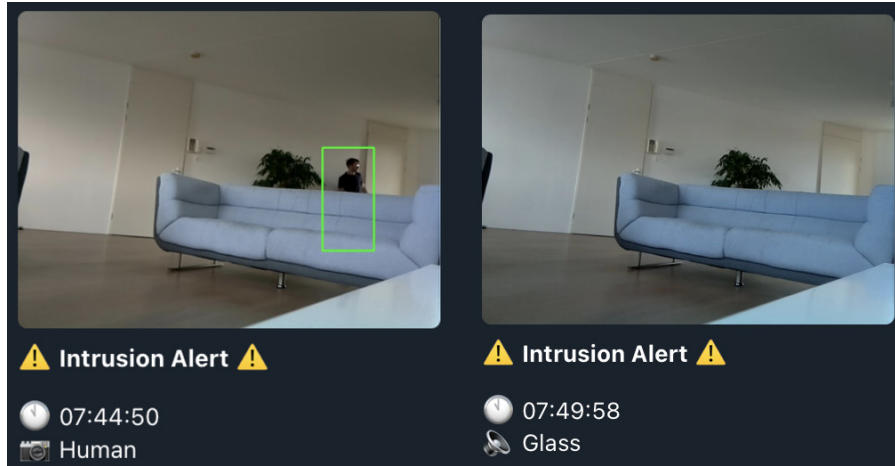 ⚠️ Intrusion Alert ⚠️
🕚 07:44:50
📷 Human
⚠️ Intrusion Alert ⚠️
🕚 07:49:58
🔊 Glass